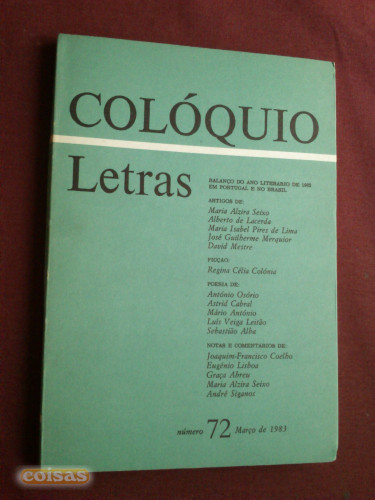 COLÓQUIO
Letras
BALANÇO DO ANO LITERÁRIO DE 1982
EM PORTUGAL E NO BRASIL
ARTIGOS DE:
Maria Alzira Seixo
Alberto de Lacerda
Maria Isabel Pires de Lima
José Guilherme Merquior
David Mestre
FICÇÃO:
Regina Célia Colônia
POESIA DE:
António Osório
Astrid Cabral
Mário António
Luís Veiga Leitão
Sebastião Alba
NOTAS E COMENTÁRIOS DE:
Joaquim-Francisco Coelho
Eugénio Lisboa
Graça Abreu
Maria Alzira Seixo
André Siganos
número 72 Março de 1983
coisas